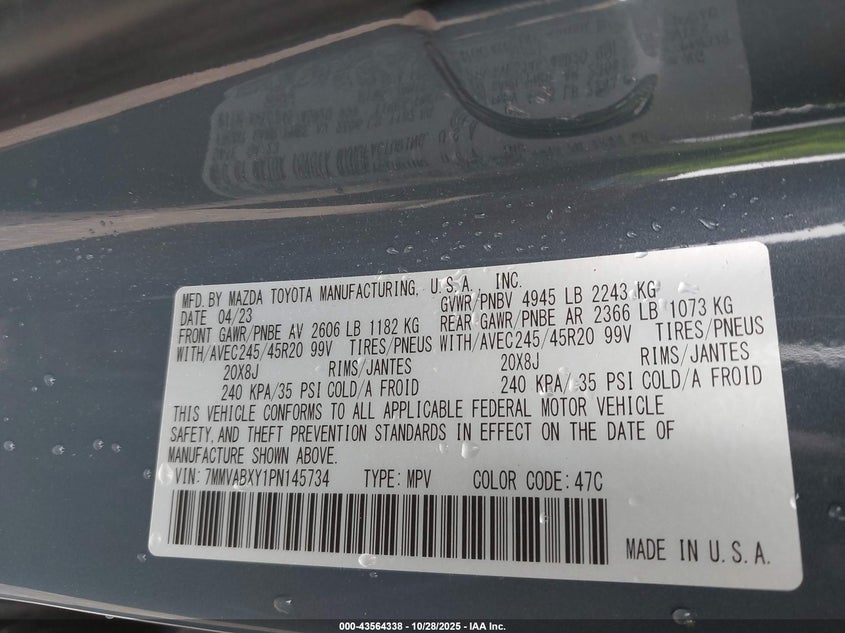 MFD. BY MAZDA TOYOTA MANUFACTURING, U.S.A., INC.
DATE 04/23 GVWR/PNBV 4945 LB 2243 KG
FRONT GAWR/PNBE AV 2606 LB 1182 KG REAR GAWR/PNBE AR 2366 LB 1073 KG
WITH/AVEC245/45R20 99V TIRES/PNEUS WITH/AVEC245/45R20 99V TIRES/PNEUS
20X8J RIMS/JANTES 20X8J RIMS/JANTES
240 KPA/35 PSI COLD/A FROID 240 KPA/35 PSI COLD/A FROID
THIS VEHICLE CONFORMS TO ALL APPLICABLE FEDERAL MOTOR VEHICLE
SAFETY,AND THEFT PREVENTION STANDARDS IN EFFECT ON THE DATE OF
MANUFACTURE SHOWN ABOVE.
VIN:7MMVABXY1PN145734 TYPE: MPV COLOR CODE:47C
MADE IN U.S.A.
000-43564338 | 10/28/2025 - IAA Inc.